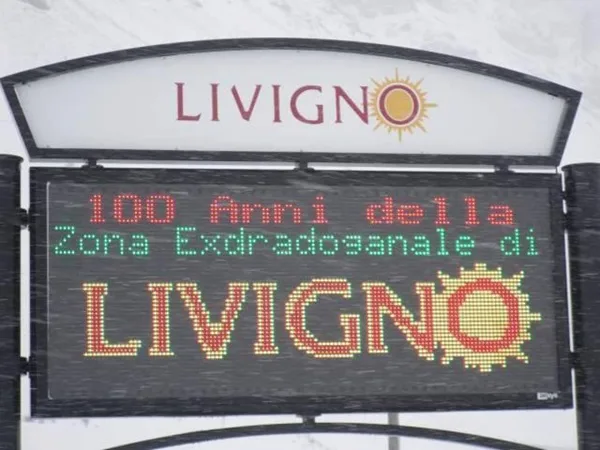 LIVIGNO
100 Anni della
Zona Exdradoganale di
LIVIGNO